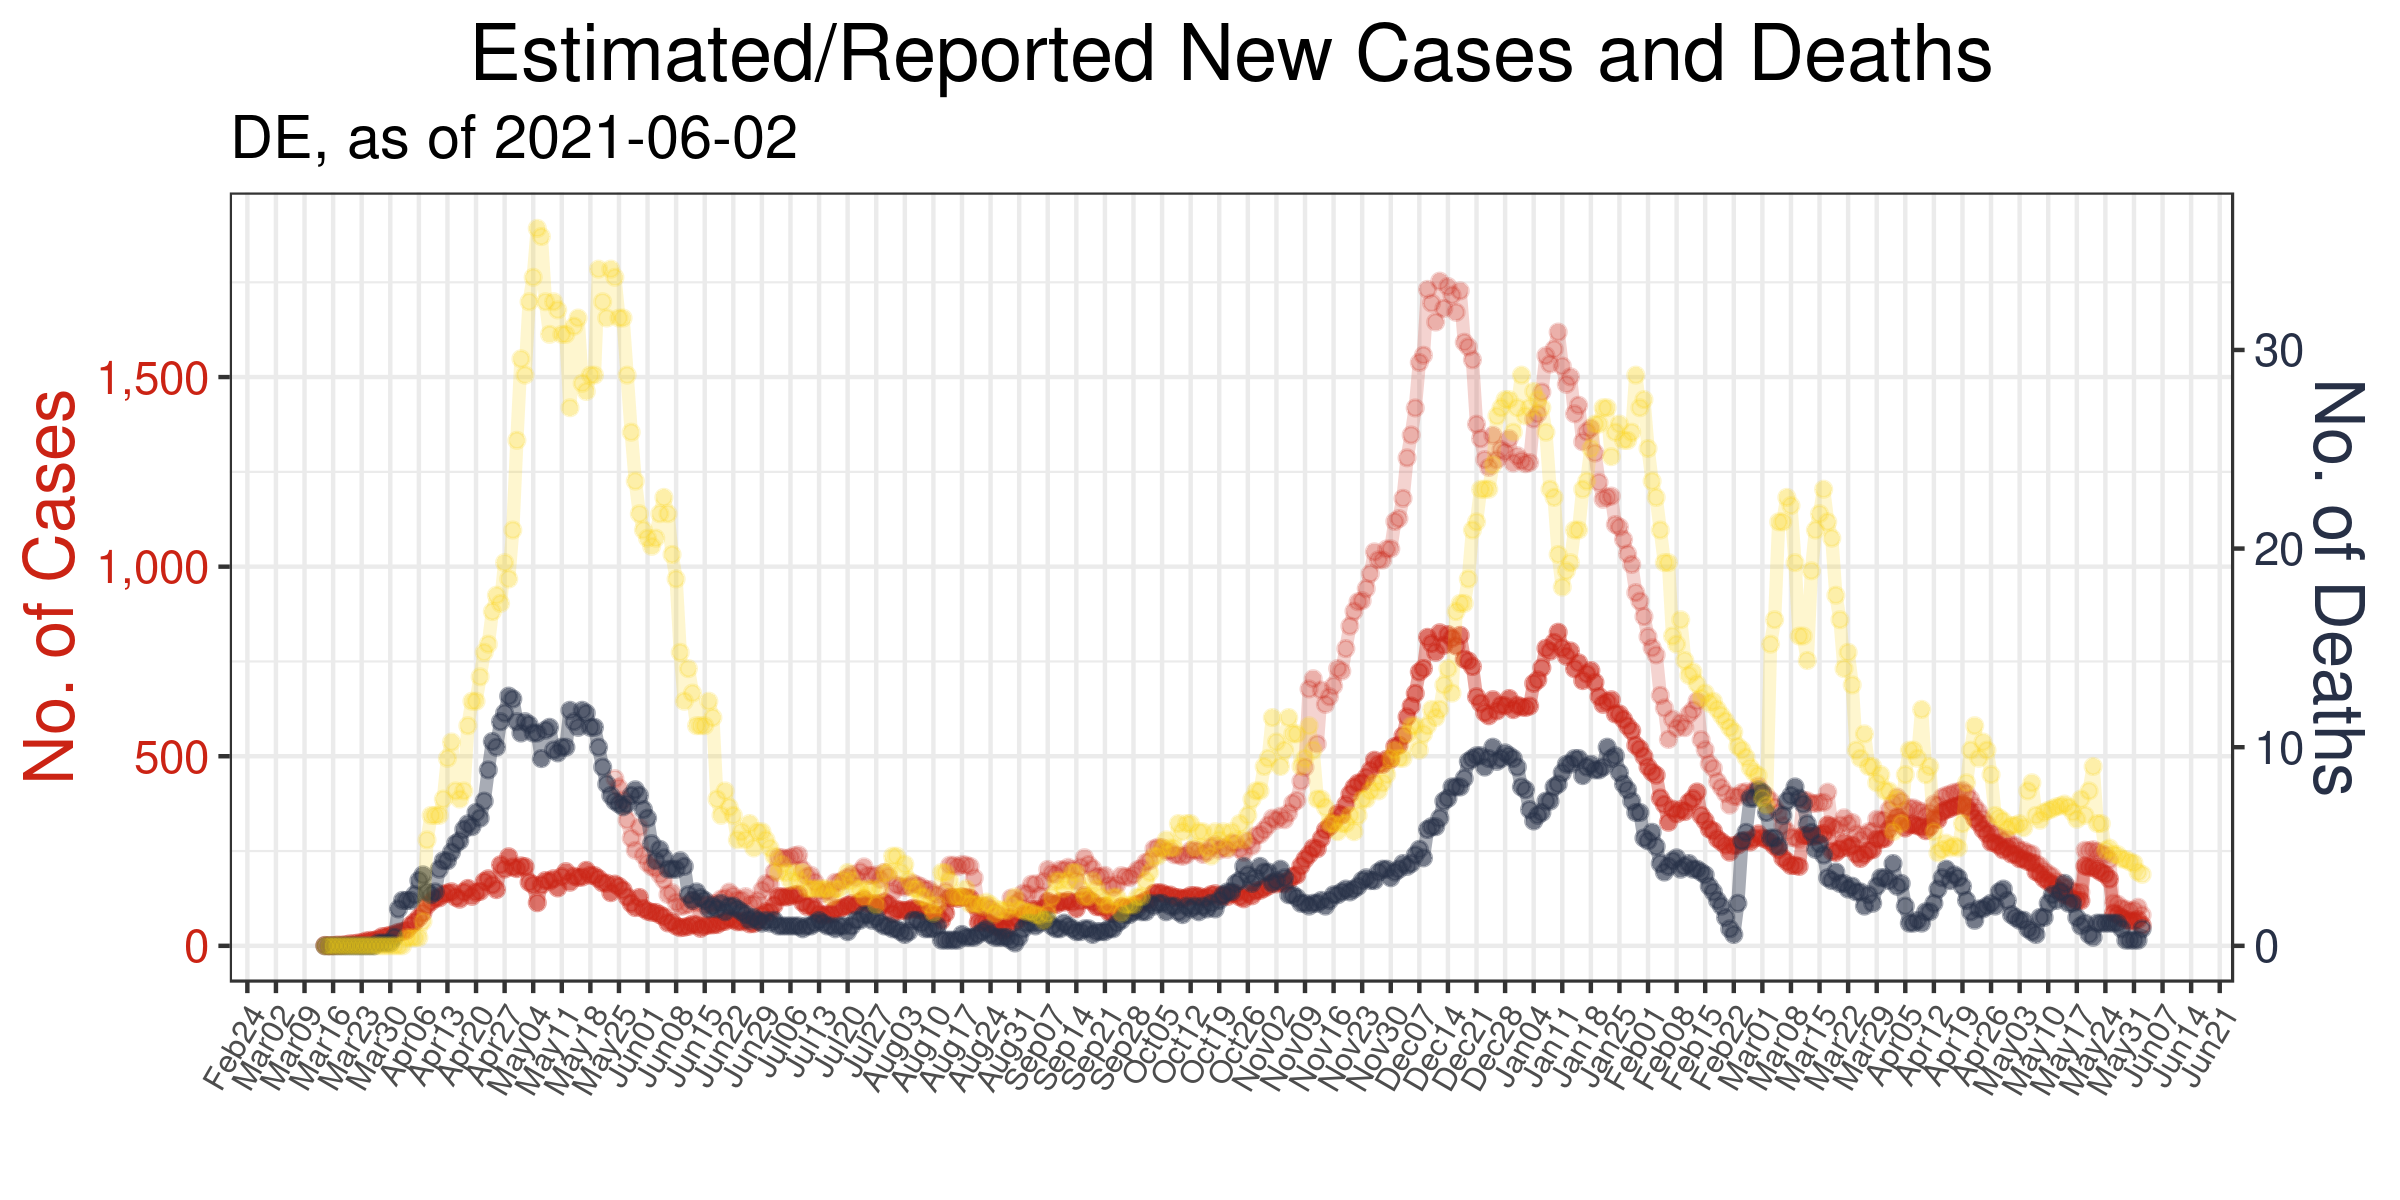 Estimated/Reported New Cases and Deaths
DE, as of 2021-06-02
No. of Cases
1,500
1,000
500
0
30
20
10
0
No. of Deaths
Feb24
Mar02
Mar09
Mar16
Mar23
Mar30
Apr06
Apr13
Apr20
Apr27
May04
May11
May18
May25
Jun01
Jun08
Jun15
Jun22
Jun29
Jul06
Jul13
Jul20
Jul27
Aug03
Aug10
Aug17
Aug24
Aug31
Sep07
Sep14
Sep21
Sep28
Oct05
Oct12
Oct19
Oct26
Nov02
Nov09
Nov16
Nov23
Nov30
Dec07
Dec14
Dec21
Dec28
Jan04
Jan11
Jan18
Jan25
Feb01
Feb08
Feb15
Feb22
Mar01
Mar08
Mar15
Mar22
Mar29
Apr05
Apr12
Apr19
Apr26
May03
May10
May17
May24
May31
Jun07
Jun14
Jun21